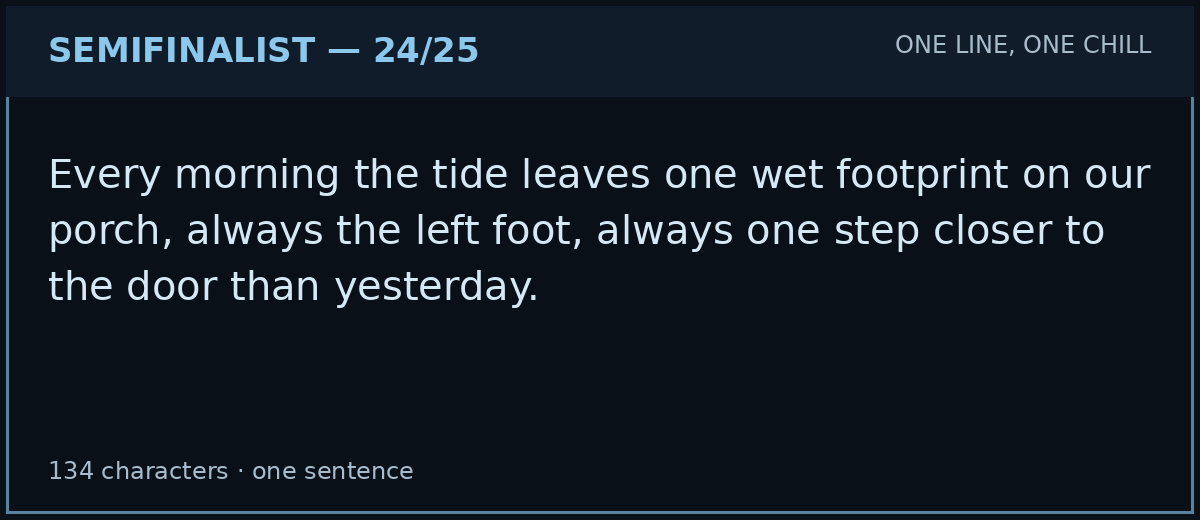 SEMIFINALIST — 24/25
ONE LINE, ONE CHILL
Every morning the tide leaves one wet footprint on our
porch, always the left foot, always one step closer to
the door than yesterday.
134 characters · one sentence